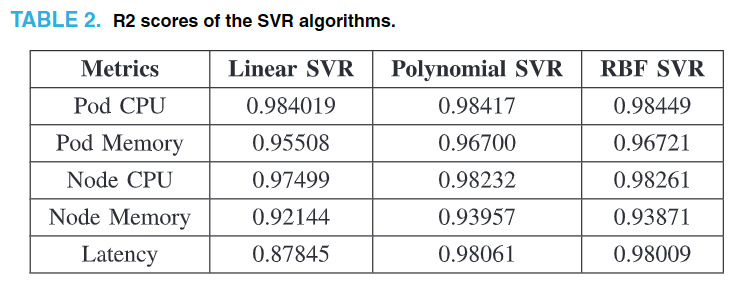 TABLE 2. R2 scores of the SVR algorithms.
Metrics Linear SVR Polynomial SVR RBF SVR
Pod CPU 0.984019 0.98417 0.98449
Pod Memory 0.95508 0.96700 0.96721
Node CPU 0.97499 0.98232 0.98261
Node Memory 0.92144 0.93957 0.93871
Latency 0.87845 0.98061 0.98009